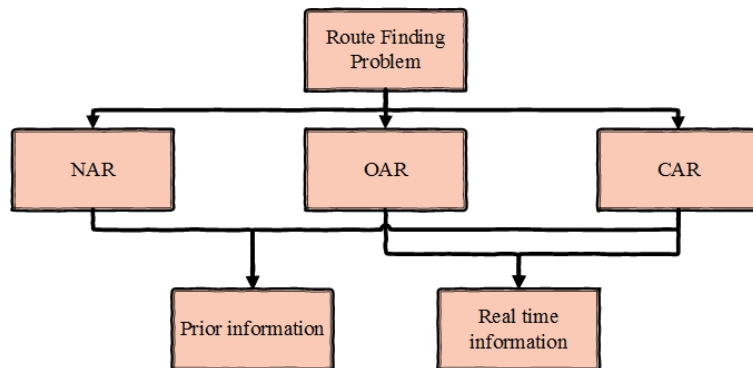 Route Finding
Problem
NAR
OAR
CAR
Prior information
Real time
information